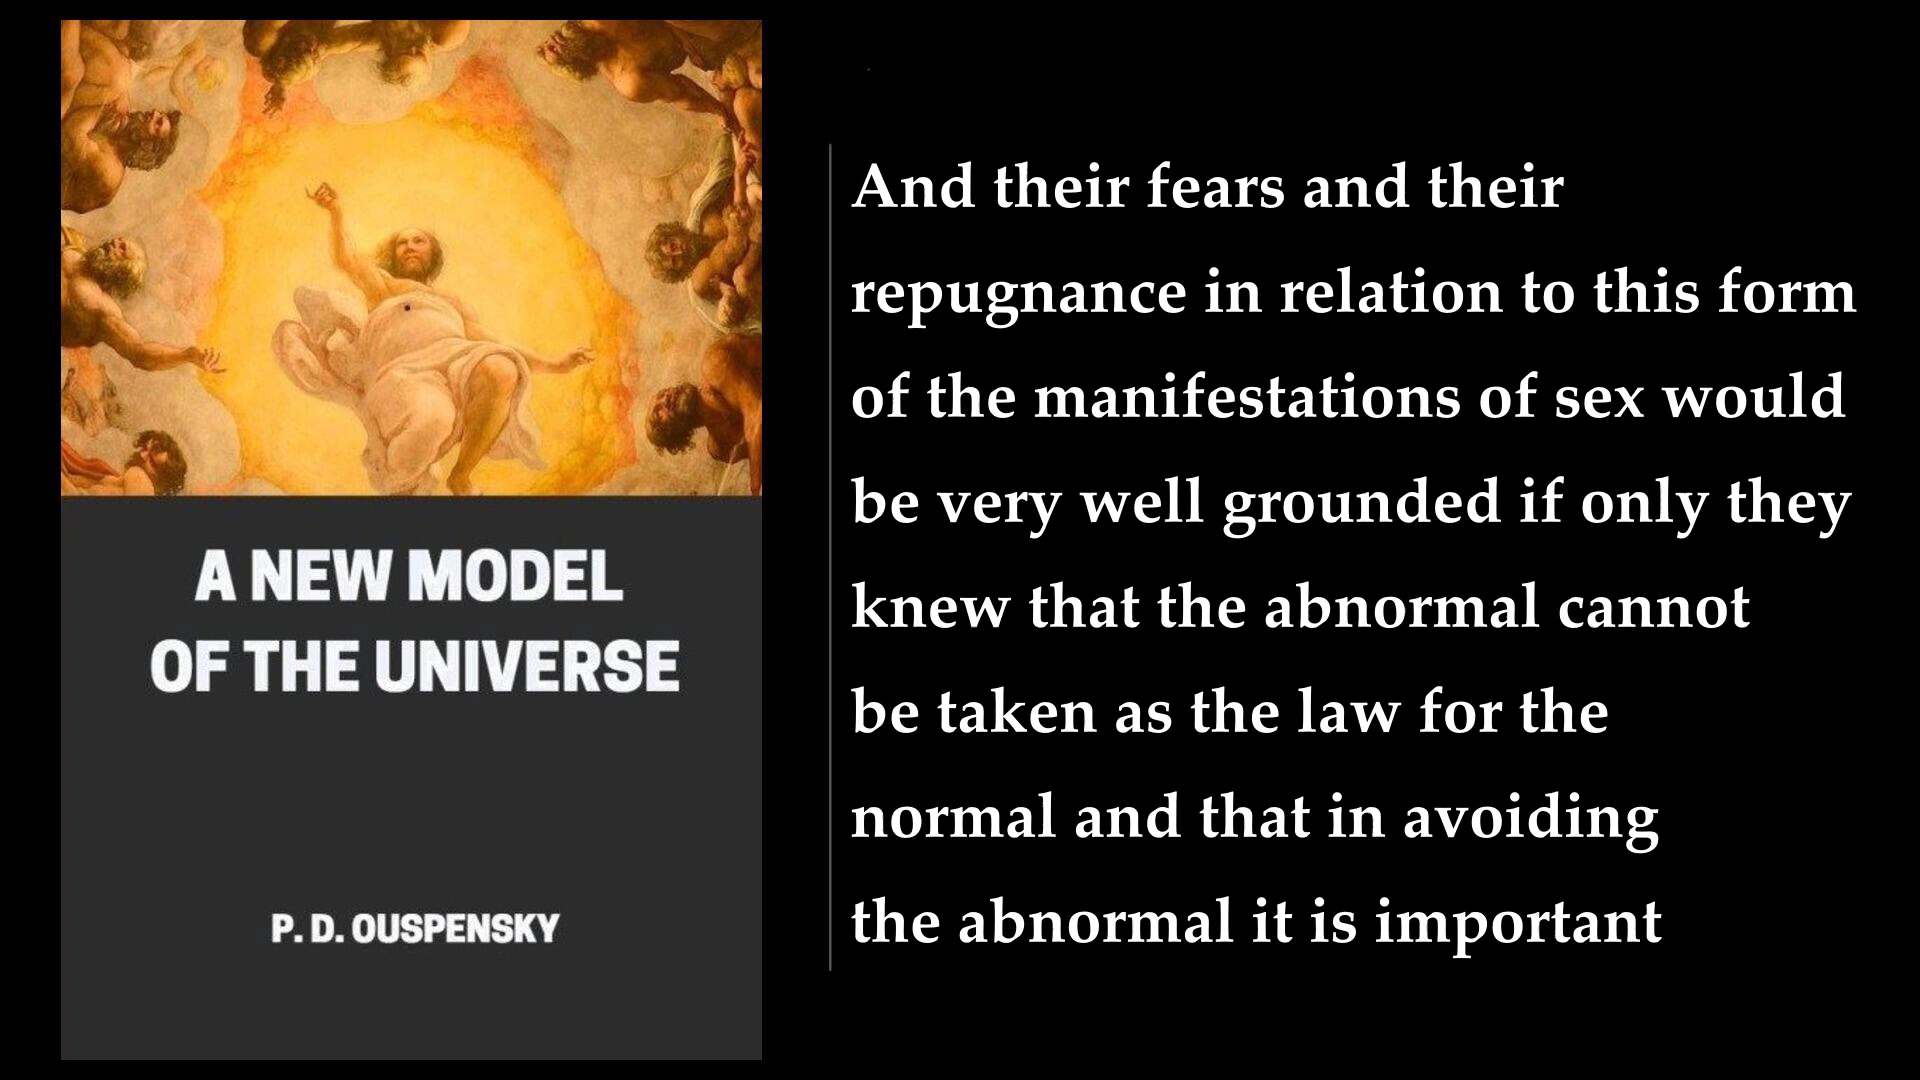 A NEW MODEL
OF THE UNIVERSE
P. D. OUSPENSKY
And their fears and their
repugnance in relation to this form
of the manifestations of sex would
be very well grounded if only they
knew that the abnormal cannot
be taken as the law for the
normal and that in avoiding
the abnormal it is important